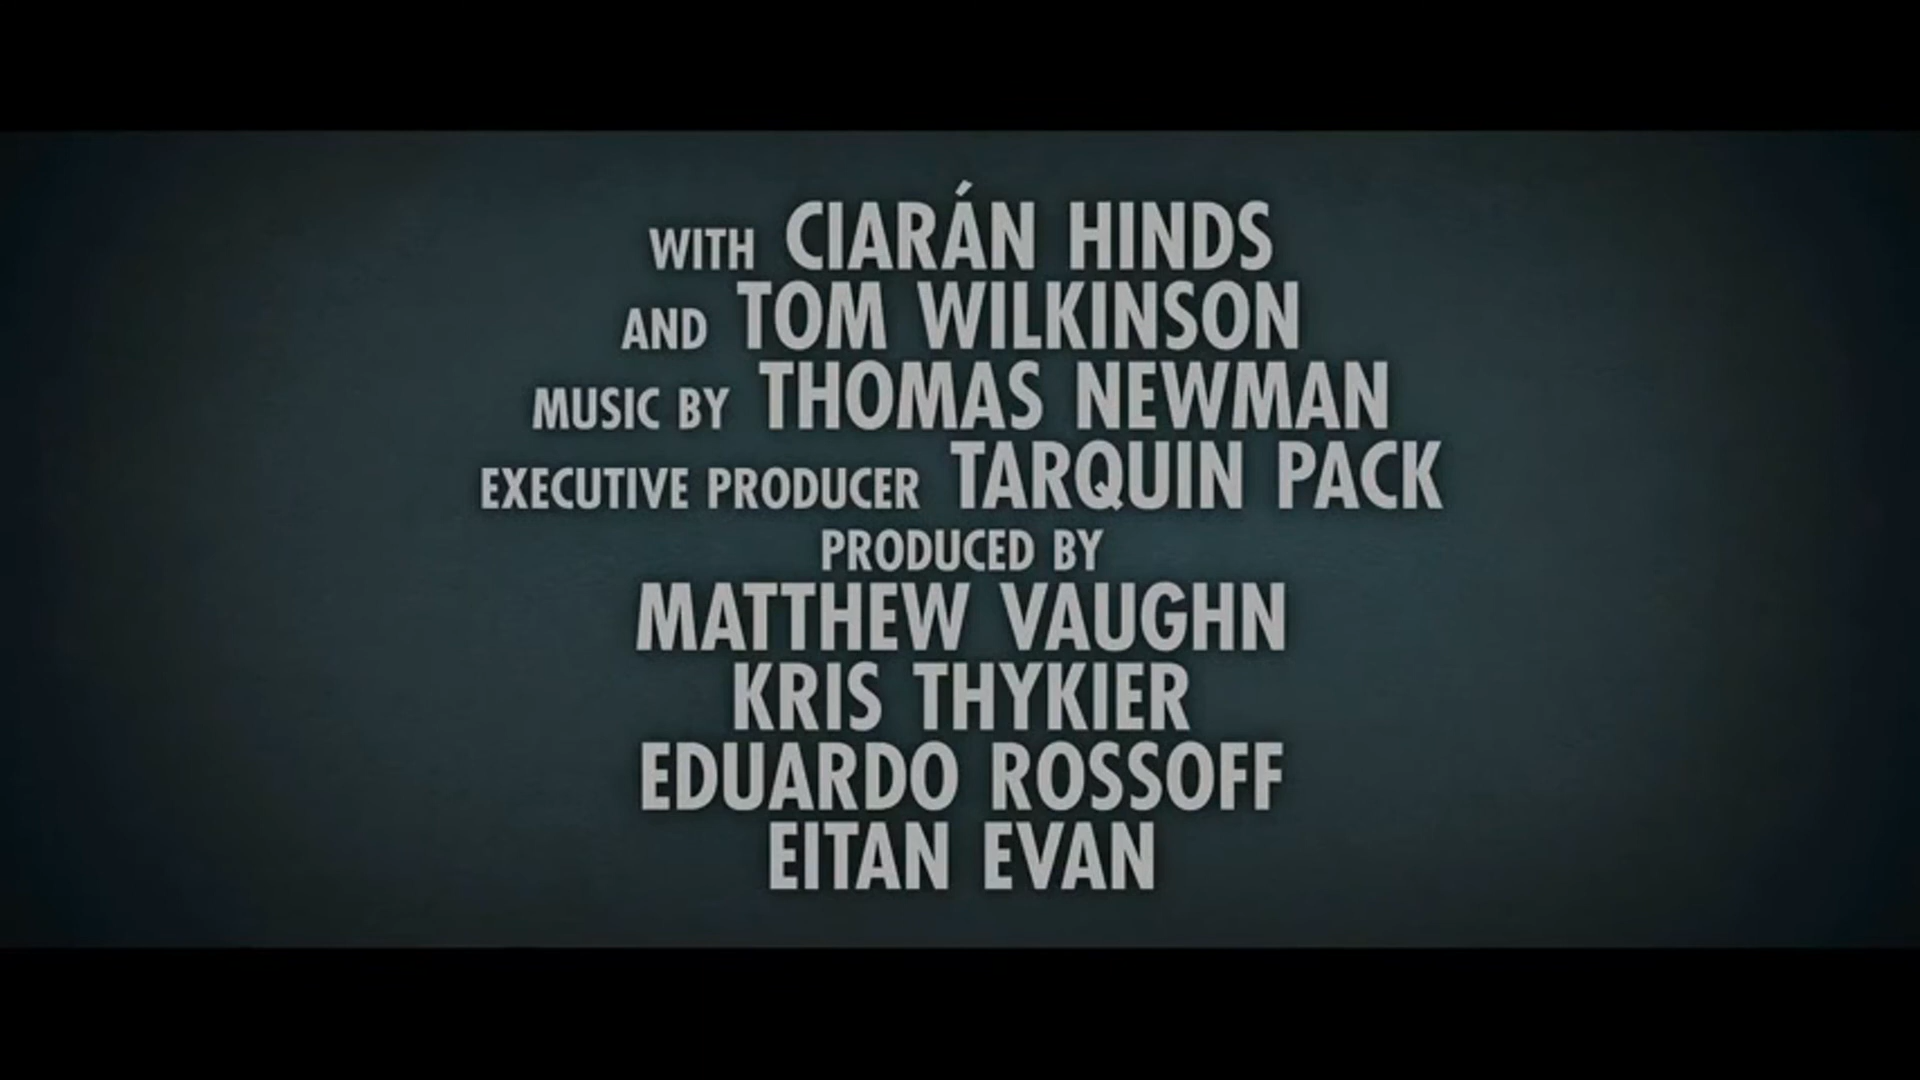 WITH CIARÁN HINDS
AND TOM WILKINSON
MUSIC BY THOMAS NEWMAN
EXECUTIVE PRODUCER TARQUIN PACK
PRODUCED BY
MATTHEW VAUGHN
KRIS THYKIER
EDUARDO ROSSOFF
EITAN EVAN